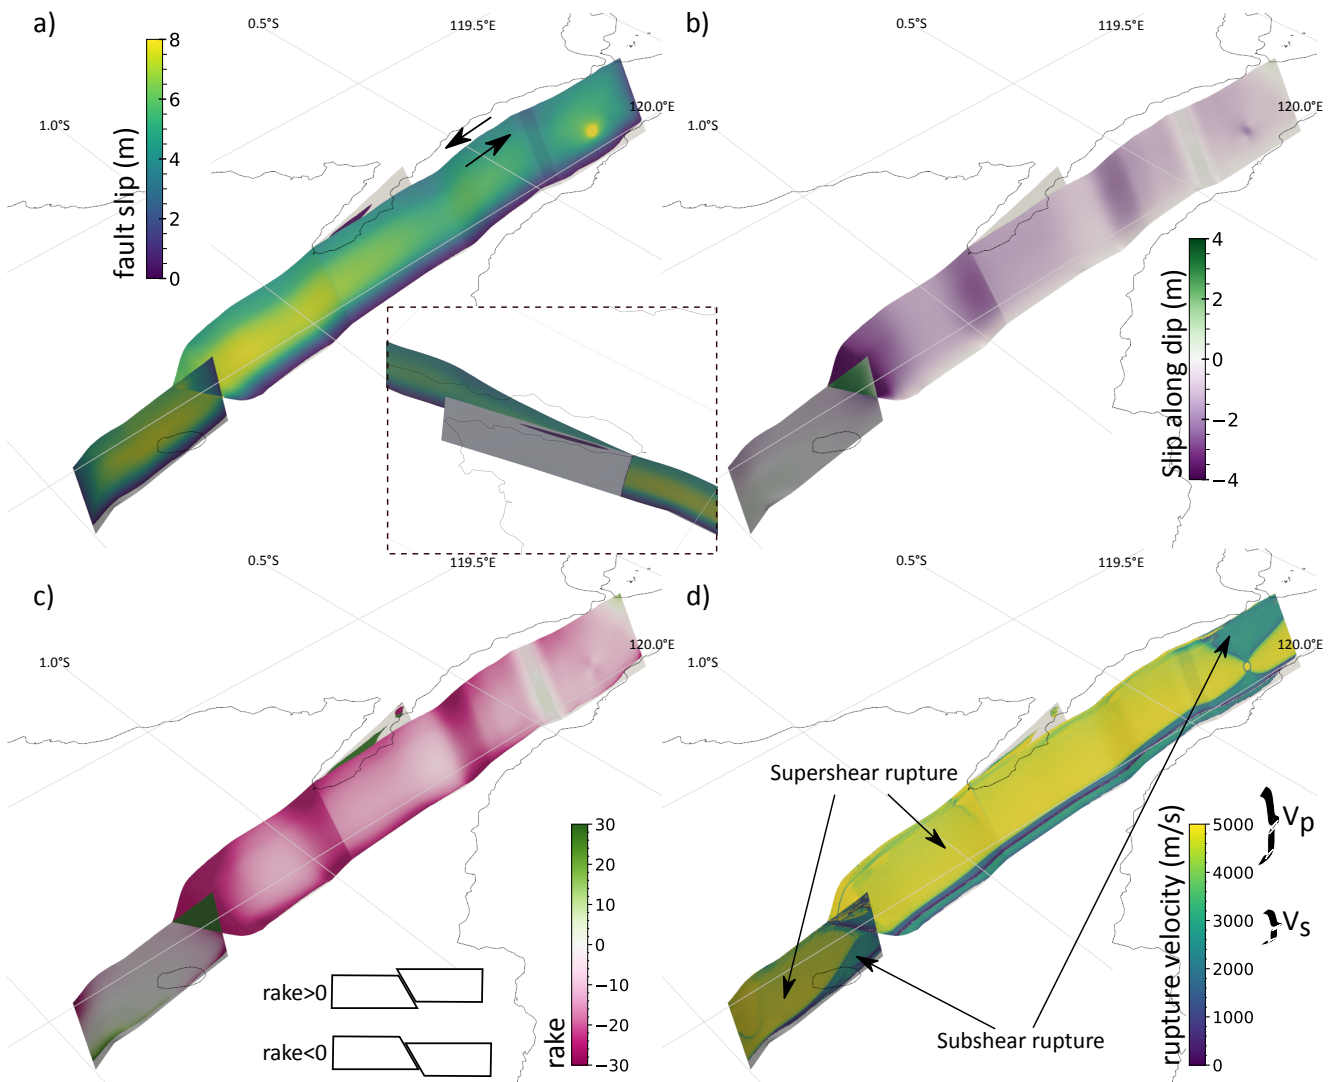 a)
0.5°S
119.5°E
1.0°S
120.0°E
fault slip (m)
8
6
4
2
0
b)
0.5°S
119.5°E
1.0°S
120.0°E
Slip along dip (m)
4
2
0
−2
−4
c)
0.5°S
119.5°E
1.0°S
120.0°E
rake>0
rake<0
rake
30
20
10
0
−10
−20
−30
d)
0.5°S
119.5°E
1.0°S
120.0°E
Supershear rupture
Subshear rupture
rupture velocity (m/s)
5000
4000
3000
2000
1000
0
Vp
Vs